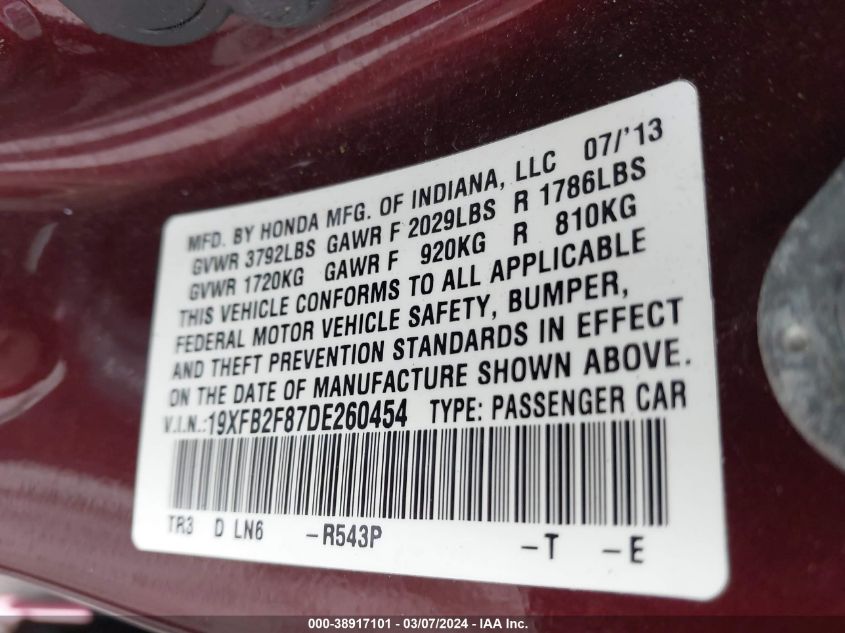 MFD. BY HONDA MFG. OF INDIANA, LLC 07/'13
GVWR 3792LBS GAWR F 2029LBS R 1786LBS
GVWR 1720KG GAWR F 920KG R 810KG
THIS VEHICLE CONFORMS TO ALL APPLICABLE
FEDERAL MOTOR VEHICLE SAFETY, BUMPER,
AND THEFT PREVENTION STANDARDS IN EFFECT
ON THE DATE OF MANUFACTURE SHOWN ABOVE.
V.I.N.:19XFB2F87DE260454 TYPE: PASSENGER CAR
TR3 D LN6 -R543P -T -E
000-38917101 - 03/07/2024 - IAA, Inc.